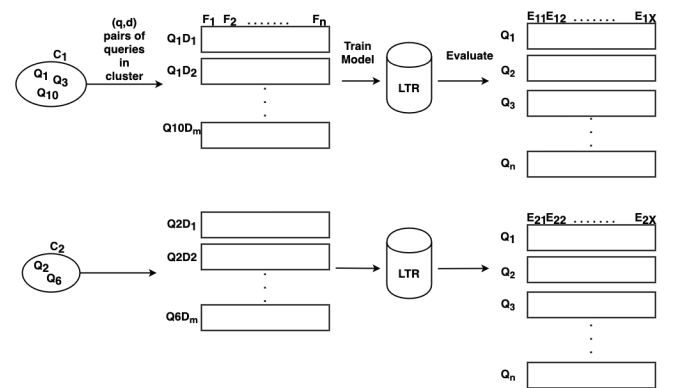 (q,d)
pairs of
queries
in
cluster
C1
Q1 Q3
Q10
F1 F2 ....... Fn
Q1D1
Q1D2
Q10Dm
Train
Model
LTR
Evaluate
E11E12 ....... E1X
Q1
Q2
Q3
Qn
C2
Q2
Q6
Q2D1
Q2D2
Q6Dm
LTR
E21E22 ....... E2X
Q1
Q2
Q3
Qn